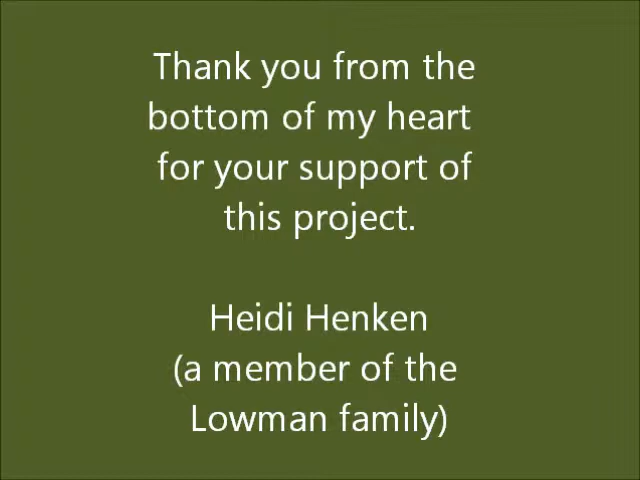 Thank you from the
bottom of my heart
for your support of
this project.
Heidi Henken
(a member of the
Lowman family)